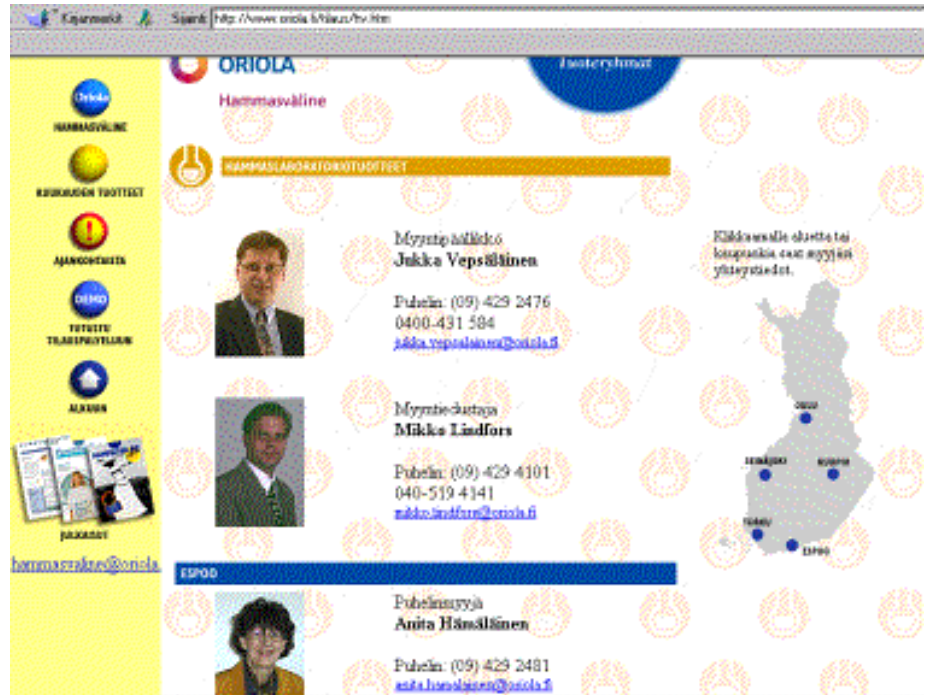 Kirjanmerkit Sijainti http://www.oriola.fi/tilaus/hv.htm
ORIOLA
Hammasväline
Tuoteryhmät
Oriola
HAMMASVÄLINE
KUUKAUDEN TUOTTEET
AJANKOHTAISTA
DEMO
TUTUSTU
TILAUSPALVELUUN
ALKUUN
JULKAISUT
hammasvaline@oriola.
HAMMASLABORATORIOTUOTTEET
Myyntipäällikkö
Jukka Vepsäläinen
Puhelin: (09) 429 2476
0400-431 584
jukka.vepsalainen@oriola.fi
Myyntiedustaja
Mikko Lindfors
Puhelin: (09) 429 4101
040-519 4141
mikko.lindfors@oriola.fi
ESPOO
Puhelinmyyjä
Anita Hämäläinen
Puhelin: (09) 429 2481
anita.hamalainen@oriola.fi
Klikkaamalla aluetta tai
kaupunkia saat myyjäsi
yhteystiedot.
OULU
SEINÄJOKI
KUOPIO
TURKU
ESPOO